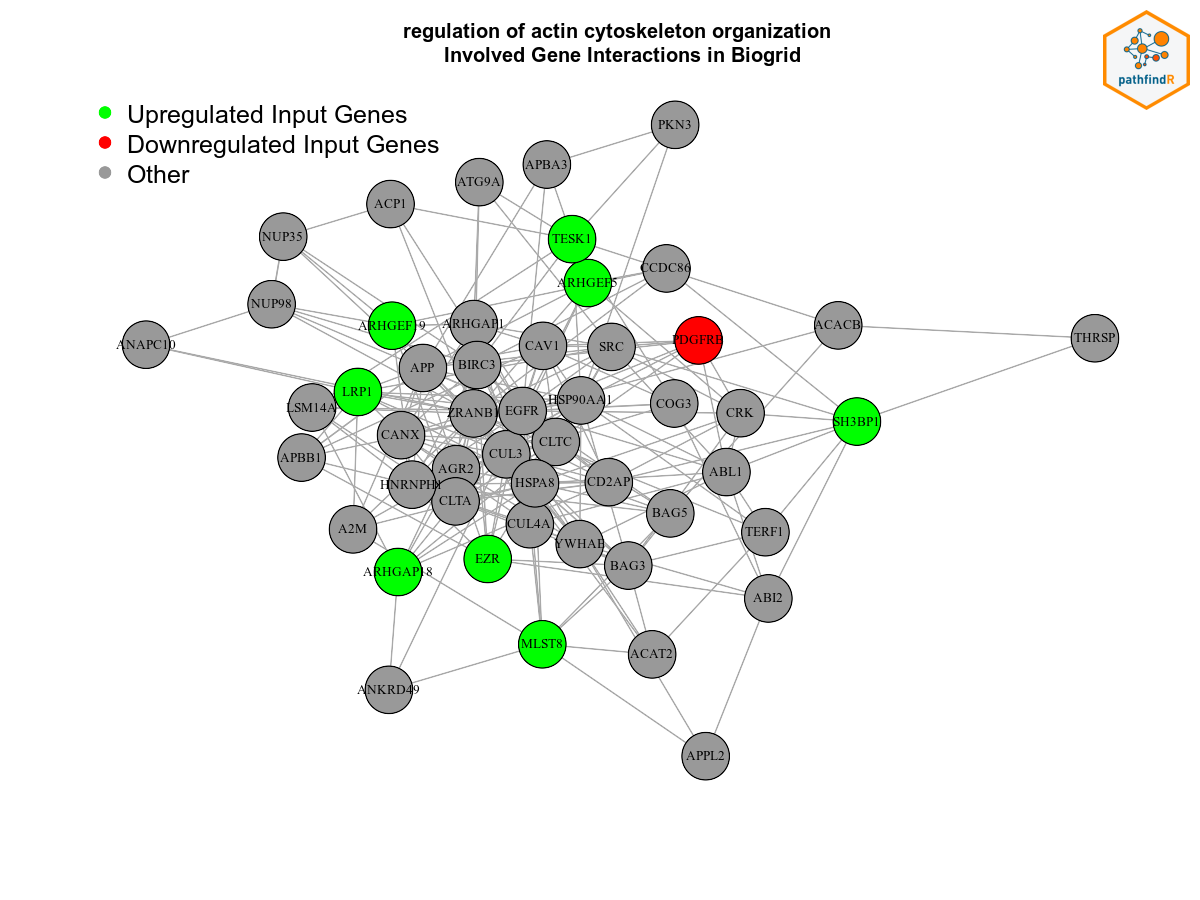 regulation of actin cytoskeleton organization
Involved Gene Interactions in Biogrid
pathfindR
Upregulated Input Genes
Downregulated Input Genes
Other
PKN3
APBA3
ATG9A
ACP1
NUP35
TESK1
CCDC86
ARHGEF5
NUP98
ARHGEF19
ARHGAP1
ACACB
THRSP
ANAPC10
CAV1
SRC
PDGFRB
APP
BIRC3
LRP1
LSM14A
ZRANB1
EGFR
HSP90AA1
COG3
CRK
SH3BP1
CANX
CLTC
APBB1
CUL3
AGR2
HNRNPH1
HSPA8
CD2AP
ABL1
CLTA
BAG5
A2M
CUL4A
YWHAE
TERF1
ARHGAP18
EZR
BAG3
ABI2
MLST8
ACAT2
ANKRD49
APPL2